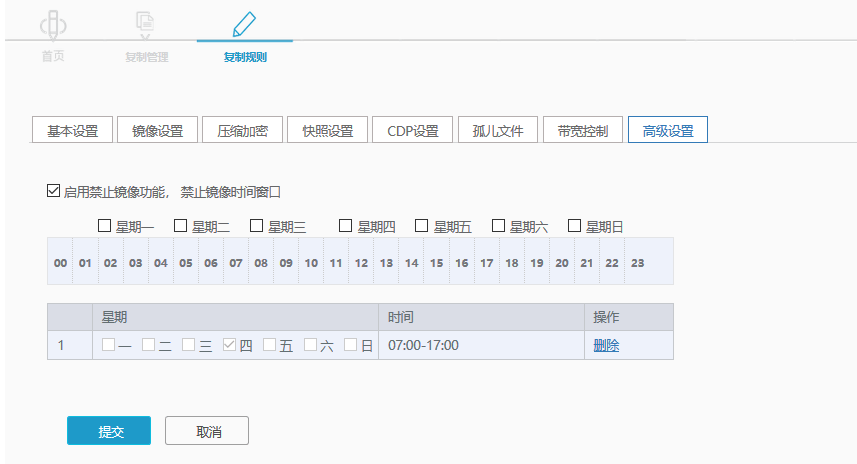 首页 复制管理 复制规则
基本设置 镜像设置 压缩加密 快照设置 CDP设置 孤儿文件 带宽控制 高级设置
启用禁止镜像功能， 禁止镜像时间窗口
星期一 星期二 星期三 星期四 星期五 星期六 星期日
00 01 02 03 04 05 06 07 08 09 10 11 12 13 14 15 16 17 18 19 20 21 22 23
星期 时间 操作
1 一 二 三 四 五 六 日 07:00-17:00 删除
提交 取消